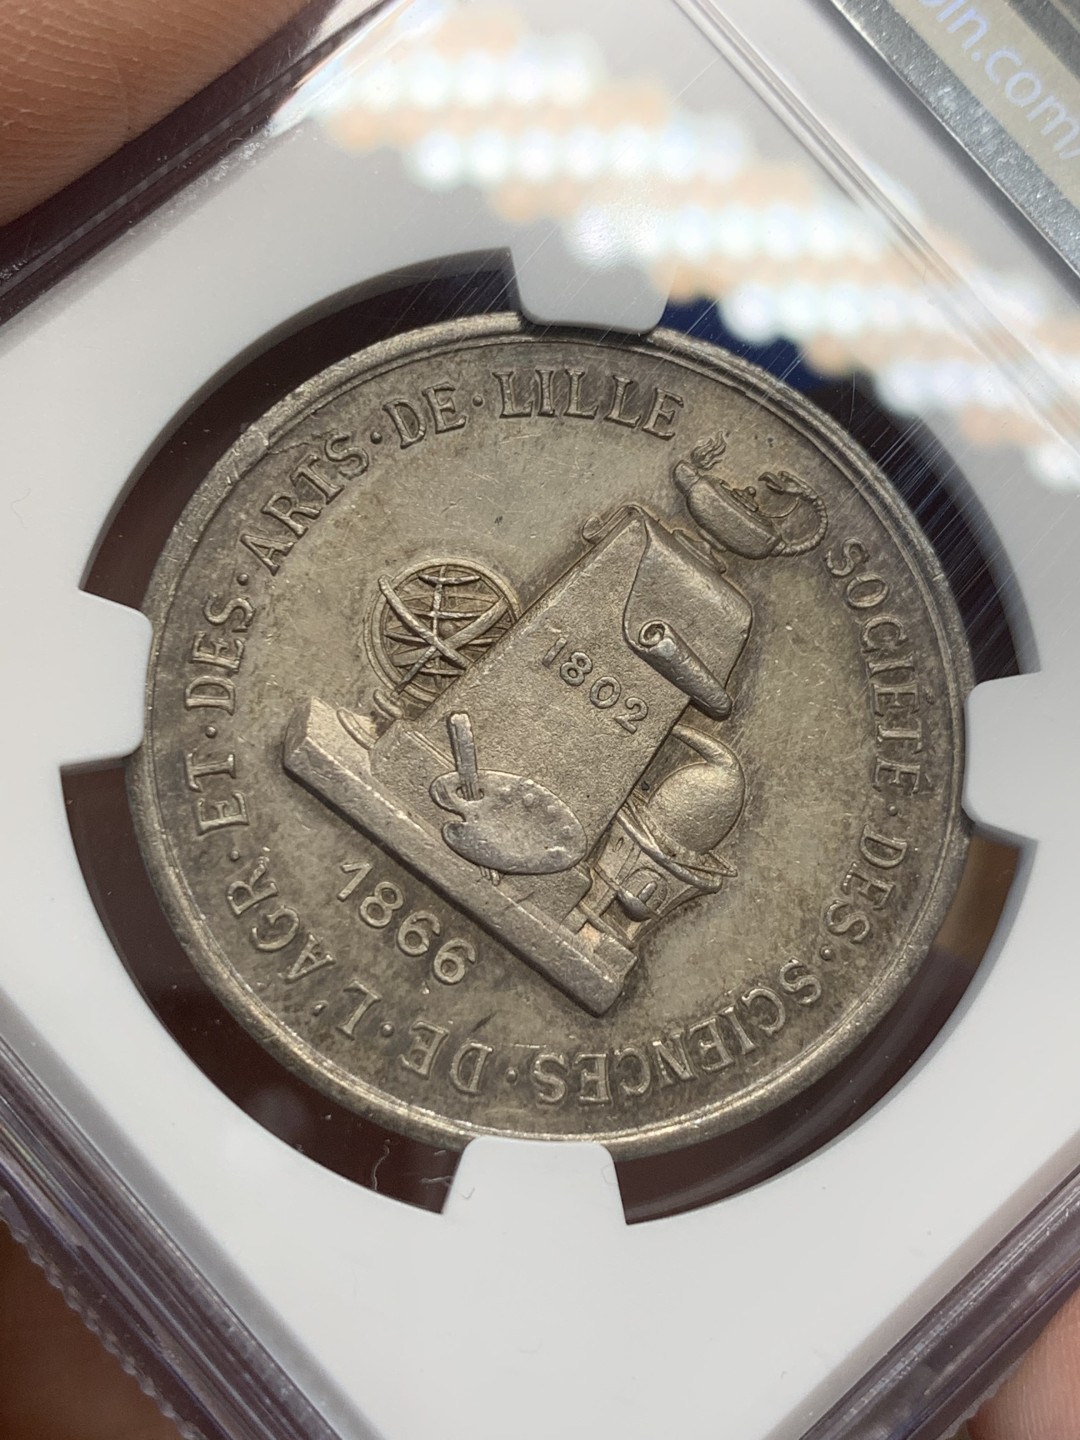 SOCIÉTÉ·DES·SCIENCES·DE·L'AGR·ET·DES·ARTS·DE·LILLE
1802
1866
in.com/